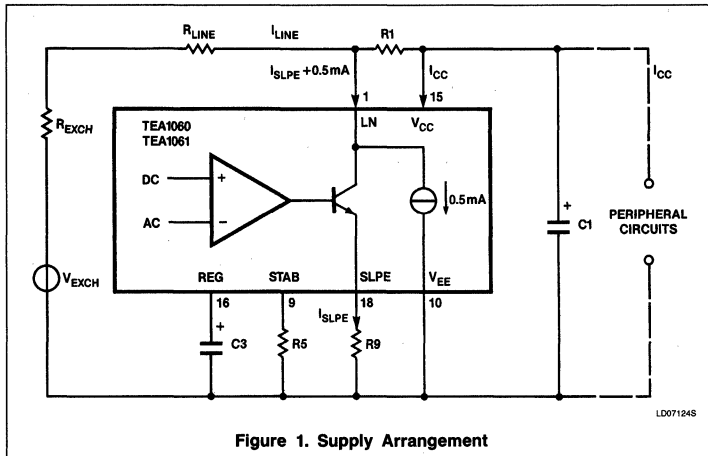 RLINE
ILINE
R1
ISLPE +0.5mA
ICC
ICC
1
15
REXCH
TEA1060
TEA1061
LN
VCC
DC
+
AC
−
0.5mA
+
C1
PERIPHERAL
CIRCUITS
VEXCH
REG
STAB
SLPE
VEE
16
9
18
10
+
C3
R5
ISLPE
R9
LD07124S
Figure 1. Supply Arrangement